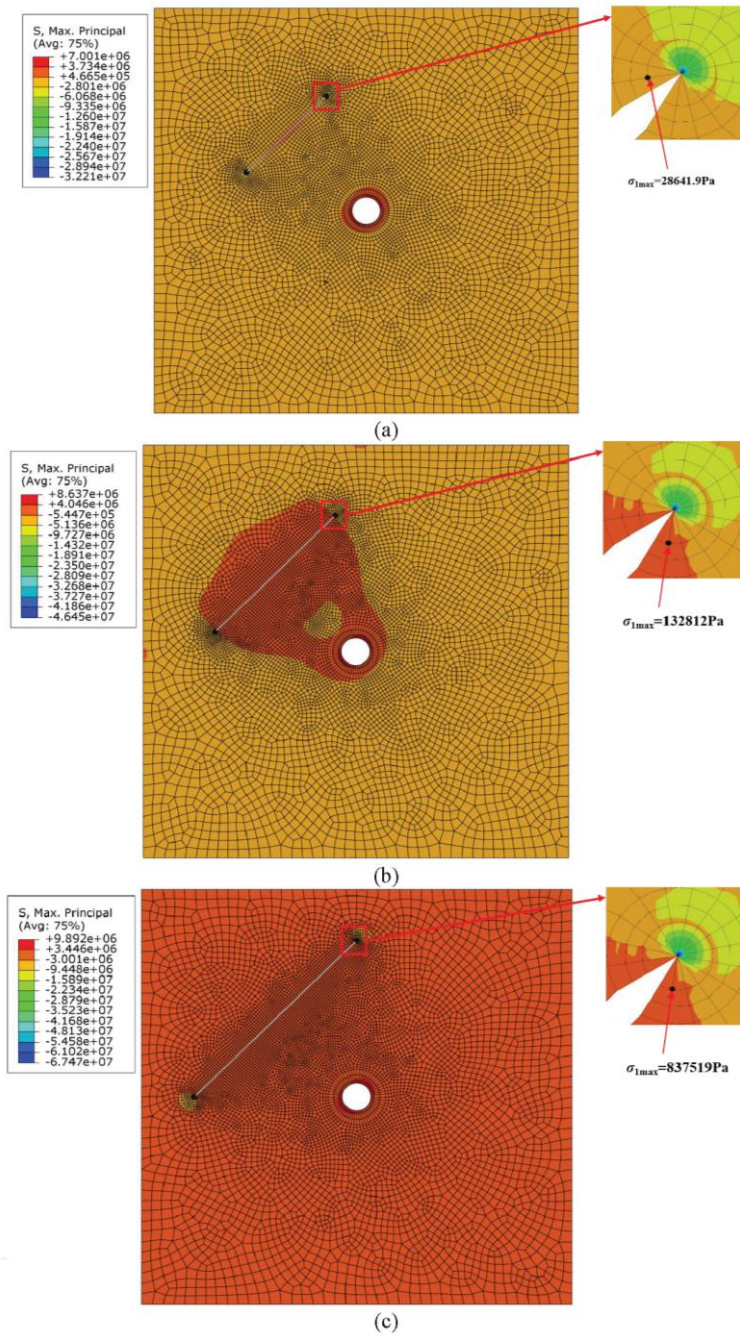 S, Max. Principal
(Avg: 75%)
+7.001e+06
+3.734e+06
+4.665e+05
-2.801e+06
-6.068e+06
-9.335e+06
-1.260e+07
-1.587e+07
-1.914e+07
-2.240e+07
-2.567e+07
-2.894e+07
-3.221e+07
σ1max=28641.9Pa
(a)
S, Max. Principal
(Avg: 75%)
+8.637e+06
+4.046e+06
-5.447e+05
-5.136e+06
-9.727e+06
-1.432e+07
-1.891e+07
-2.350e+07
-2.809e+07
-3.268e+07
-3.727e+07
-4.186e+07
-4.645e+07
σ1max=132812Pa
(b)
S, Max. Principal
(Avg: 75%)
+9.892e+06
+3.446e+06
-3.001e+06
-9.448e+06
-1.589e+07
-2.234e+07
-2.879e+07
-3.523e+07
-4.168e+07
-4.813e+07
-5.458e+07
-6.102e+07
-6.747e+07
σ1max=837519Pa
(c)